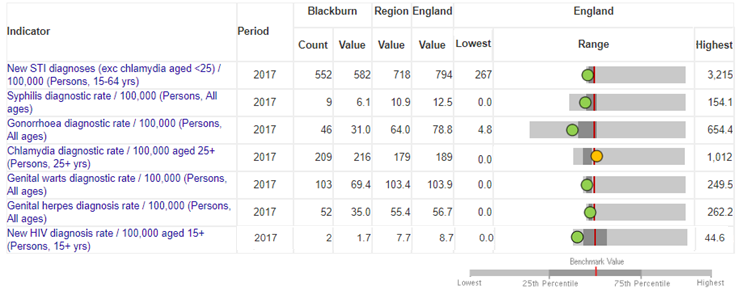 Blackburn Region England England
Indicator Period
Count Value Value Value Lowest Range Highest
New STI diagnoses (exc chlamydia aged <25) /
100,000 (Persons, 15-64 yrs) 2017 552 582 718 794 267 3,215
Syphilis diagnostic rate / 100,000 (Persons, All
ages) 2017 9 6.1 10.9 12.5 0.0 154.1
Gonorrhoea diagnostic rate / 100,000 (Persons,
All ages) 2017 46 31.0 64.0 78.8 4.8 654.4
Chlamydia diagnostic rate / 100,000 aged 25+
(Persons, 25+ yrs) 2017 209 216 179 189 0.0 1,012
Genital warts diagnostic rate / 100,000 (Persons,
All ages) 2017 103 69.4 103.4 103.9 0.0 249.5
Genital herpes diagnosis rate / 100,000 (Persons,
All ages) 2017 52 35.0 55.4 56.7 0.0 262.2
New HIV diagnosis rate / 100,000 aged 15+
(Persons, 15+ yrs) 2017 2 1.7 7.7 8.7 0.0 44.6
Benchmark Value
Lowest 25th Percentile 75th Percentile Highest